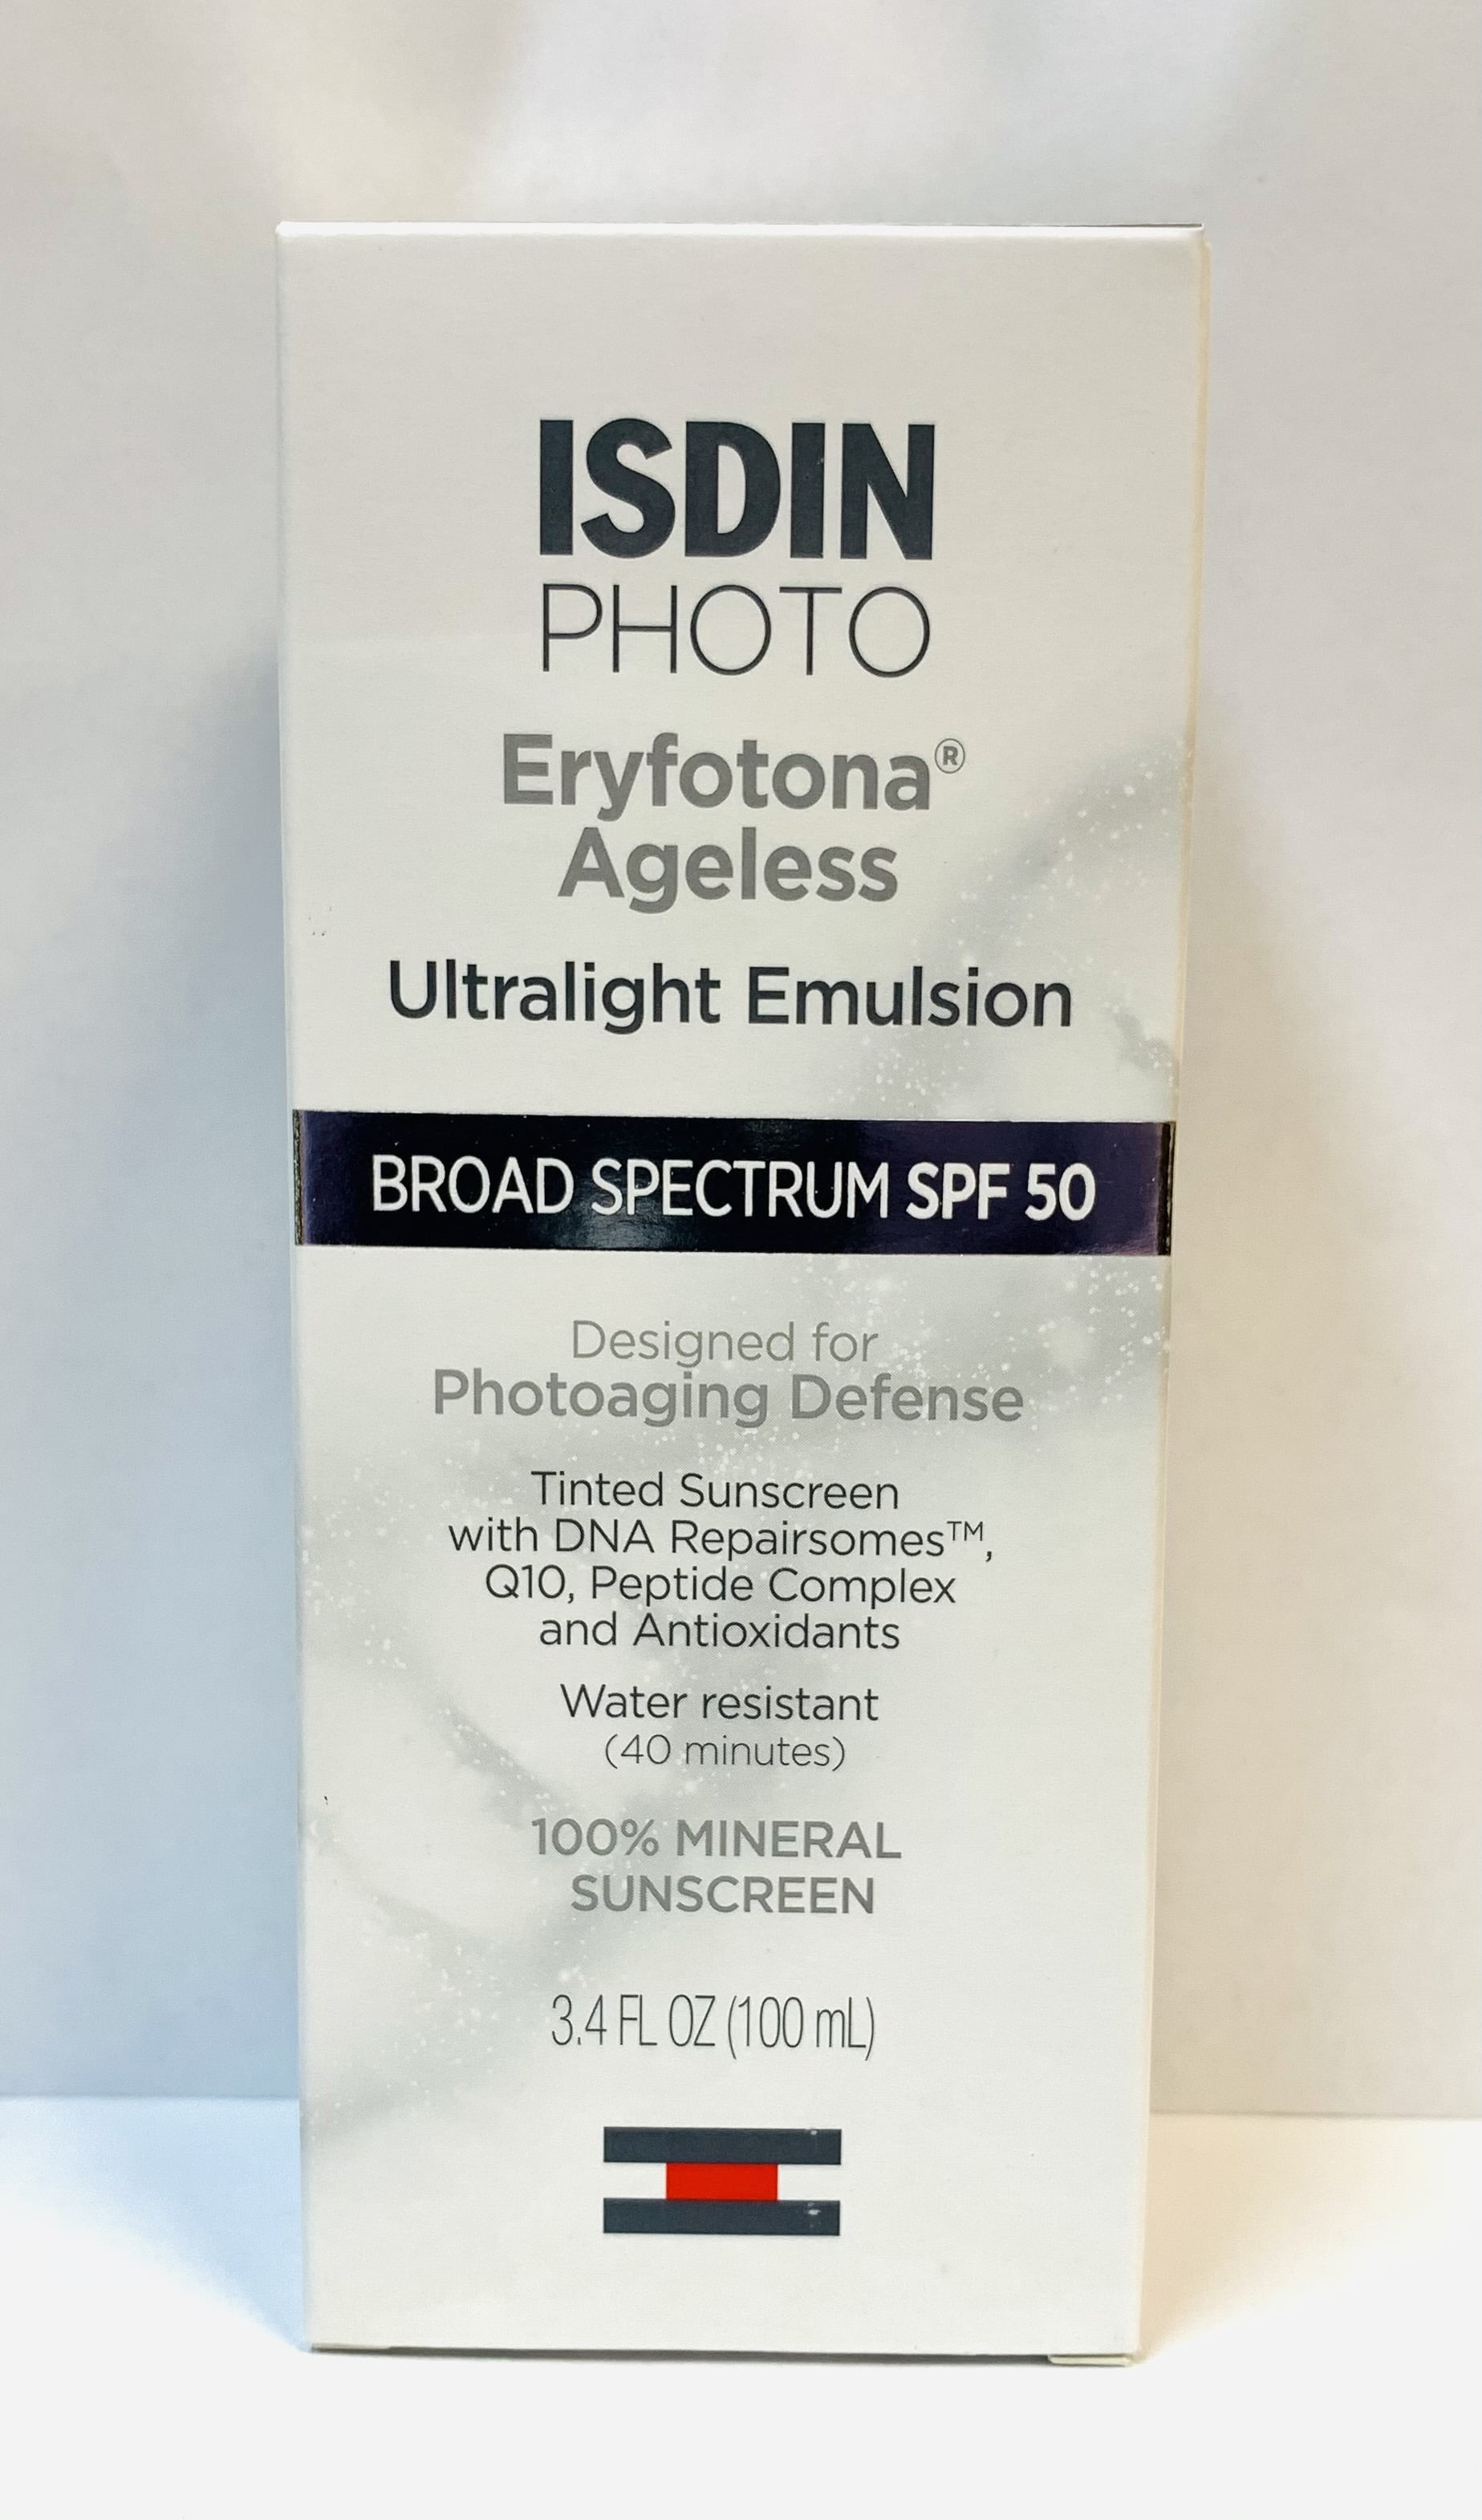 ISDIN
PHOTO
Eryfotona®
Ageless
Ultralight Emulsion
BROAD SPECTRUM SPF 50
Designed for
Photoaging Defense
Tinted Sunscreen
with DNA Repairsomes™,
Q10, Peptide Complex
and Antioxidants
Water resistant
(40 minutes)
100% MINERAL
SUNSCREEN
3.4 FL OZ (100 mL)